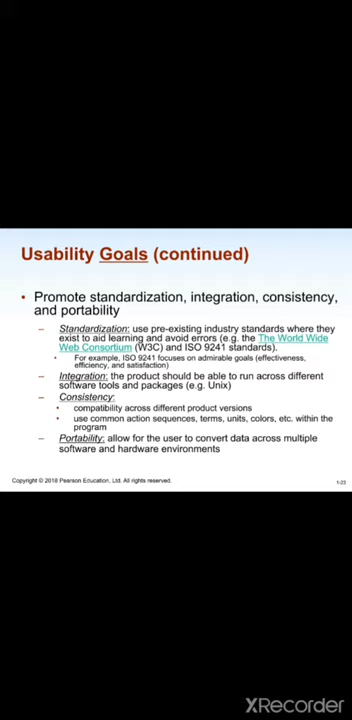 Usability Goals (continued)
• Promote standardization, integration, consistency,
and portability
– Standardization: use pre-existing industry standards where they
exist to aid learning and avoid errors (e.g. the The World Wide
Web Consortium (W3C) and ISO 9241 standards).
• For example, ISO 9241 focuses on admirable goals (effectiveness,
efficiency, and satisfaction)
– Integration: the product should be able to run across different
software tools and packages (e.g. Unix)
– Consistency:
• compatibility across different product versions
• use common action sequences, terms, units, colors, etc. within the
program
– Portability: allow for the user to convert data across multiple
software and hardware environments
Copyright © 2018 Pearson Education, Ltd. All rights reserved.
1-23
XRecorder